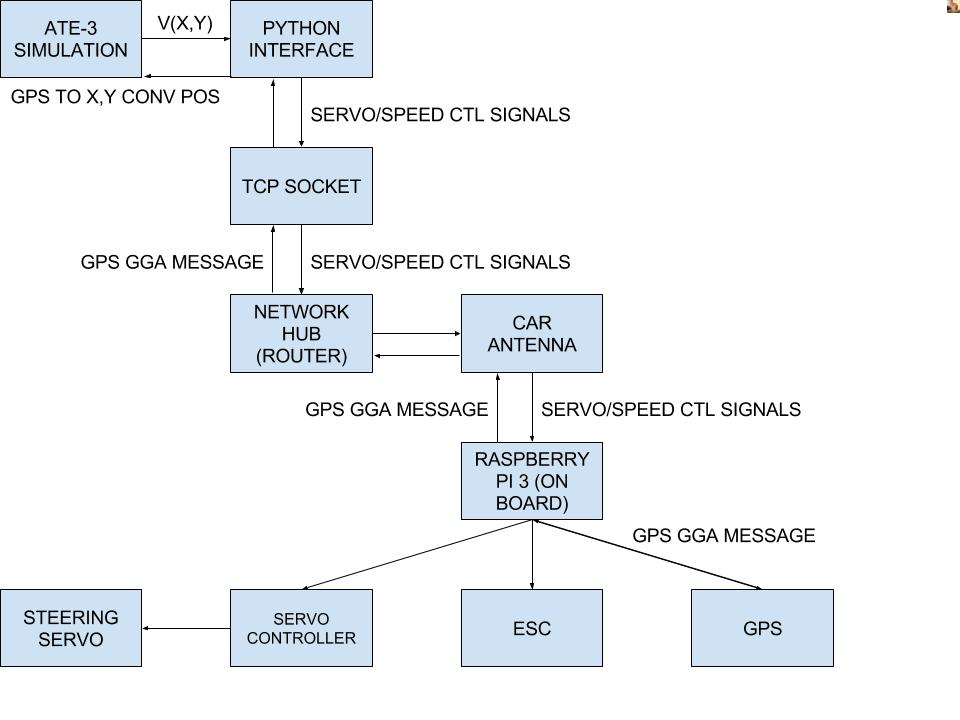 ATE-3
SIMULATION
V(X,Y)
PYTHON
INTERFACE
GPS TO X,Y CONV POS
SERVO/SPEED CTL SIGNALS
TCP SOCKET
GPS GGA MESSAGE
SERVO/SPEED CTL SIGNALS
NETWORK
HUB
(ROUTER)
CAR
ANTENNA
GPS GGA MESSAGE
SERVO/SPEED CTL SIGNALS
RASPBERRY
PI 3 (ON
BOARD)
GPS GGA MESSAGE
STEERING
SERVO
SERVO
CONTROLLER
ESC
GPS